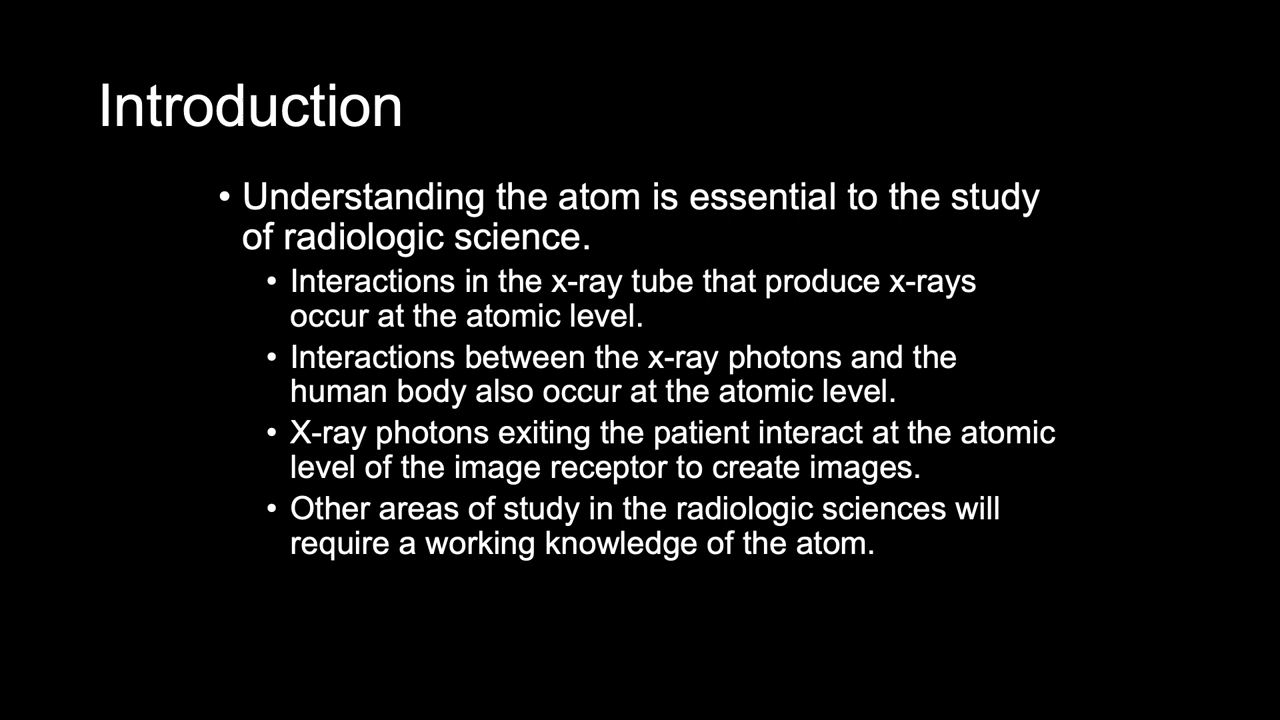 Introduction
• Understanding the atom is essential to the study
of radiologic science.
• Interactions in the x-ray tube that produce x-rays
occur at the atomic level.
• Interactions between the x-ray photons and the
human body also occur at the atomic level.
• X-ray photons exiting the patient interact at the atomic
level of the image receptor to create images.
• Other areas of study in the radiologic sciences will
require a working knowledge of the atom.